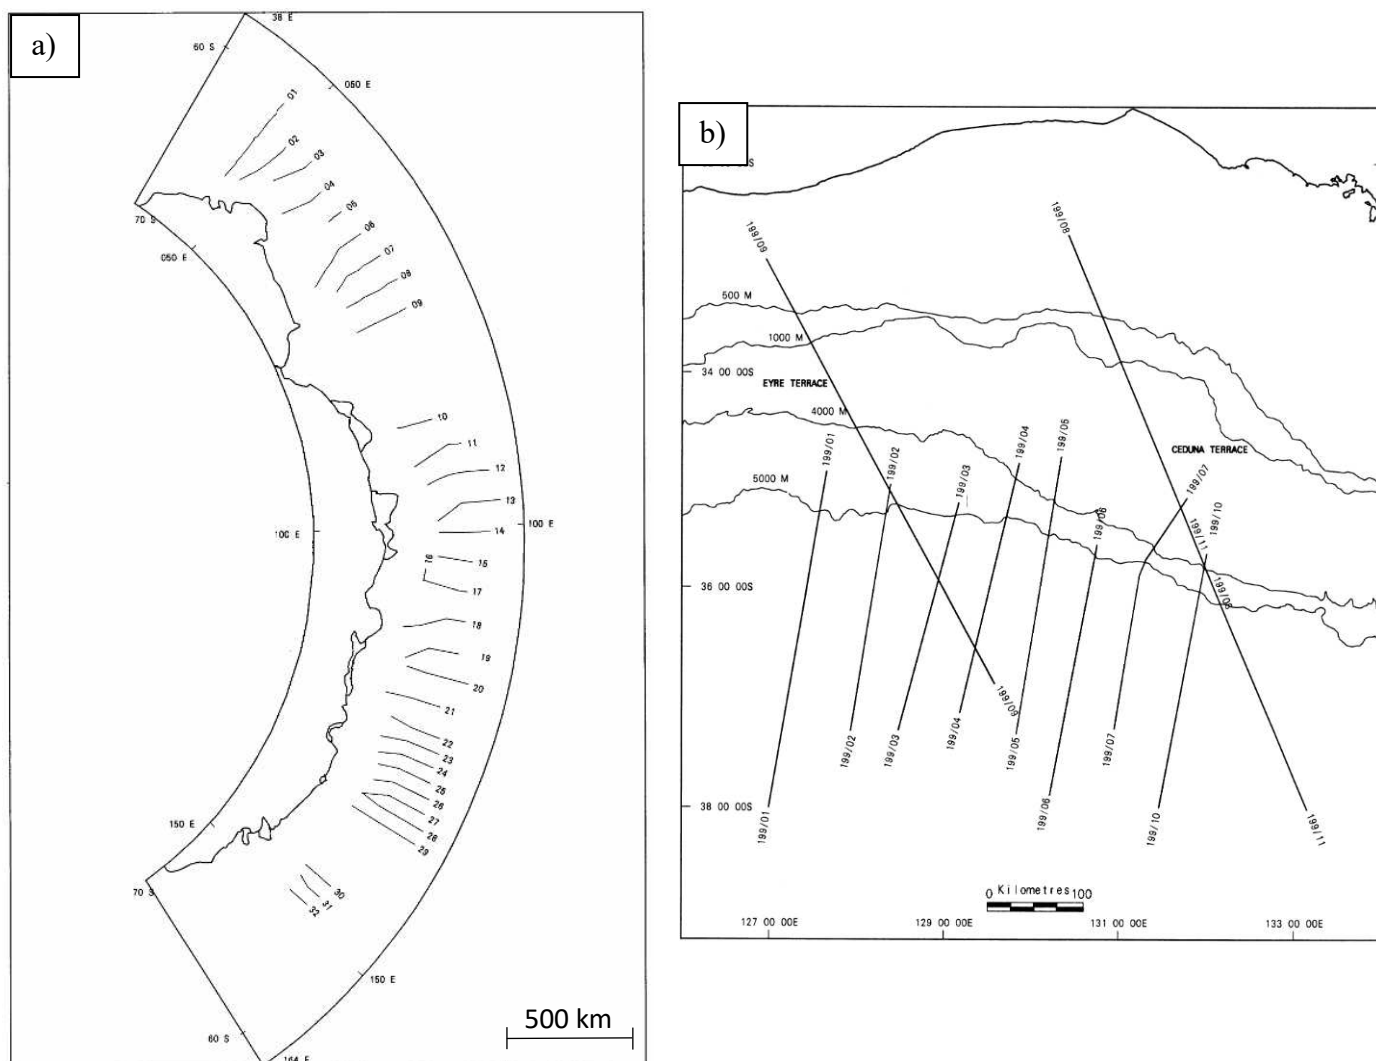 a)
38 E
60 S
050 E
01
02
03
04
05
06
07
08
09
70 S
050 E
10
11
12
13
100 E
14
100 E
15
16
17
18
19
20
21
22
23
24
25
26
27
28
29
150 E
70 S
30
31
32
150 E
60 S
164 E
500 km
b)
199/09
199/08
500 M
1000 M
34 00 00S
EYRE TERRACE
4000 M
199/01
199/02
199/03
199/04
199/05
CEDUNA TERRACE
199/07
5000 M
199/06
199/10
199/11
36 00 00S
199/09
199/02
199/03
199/04
199/05
199/07
38 00 00S
199/01
199/06
199/10
199/11
0 Kilometres 100
127 00 00E
129 00 00E
131 00 00E
133 00 00E